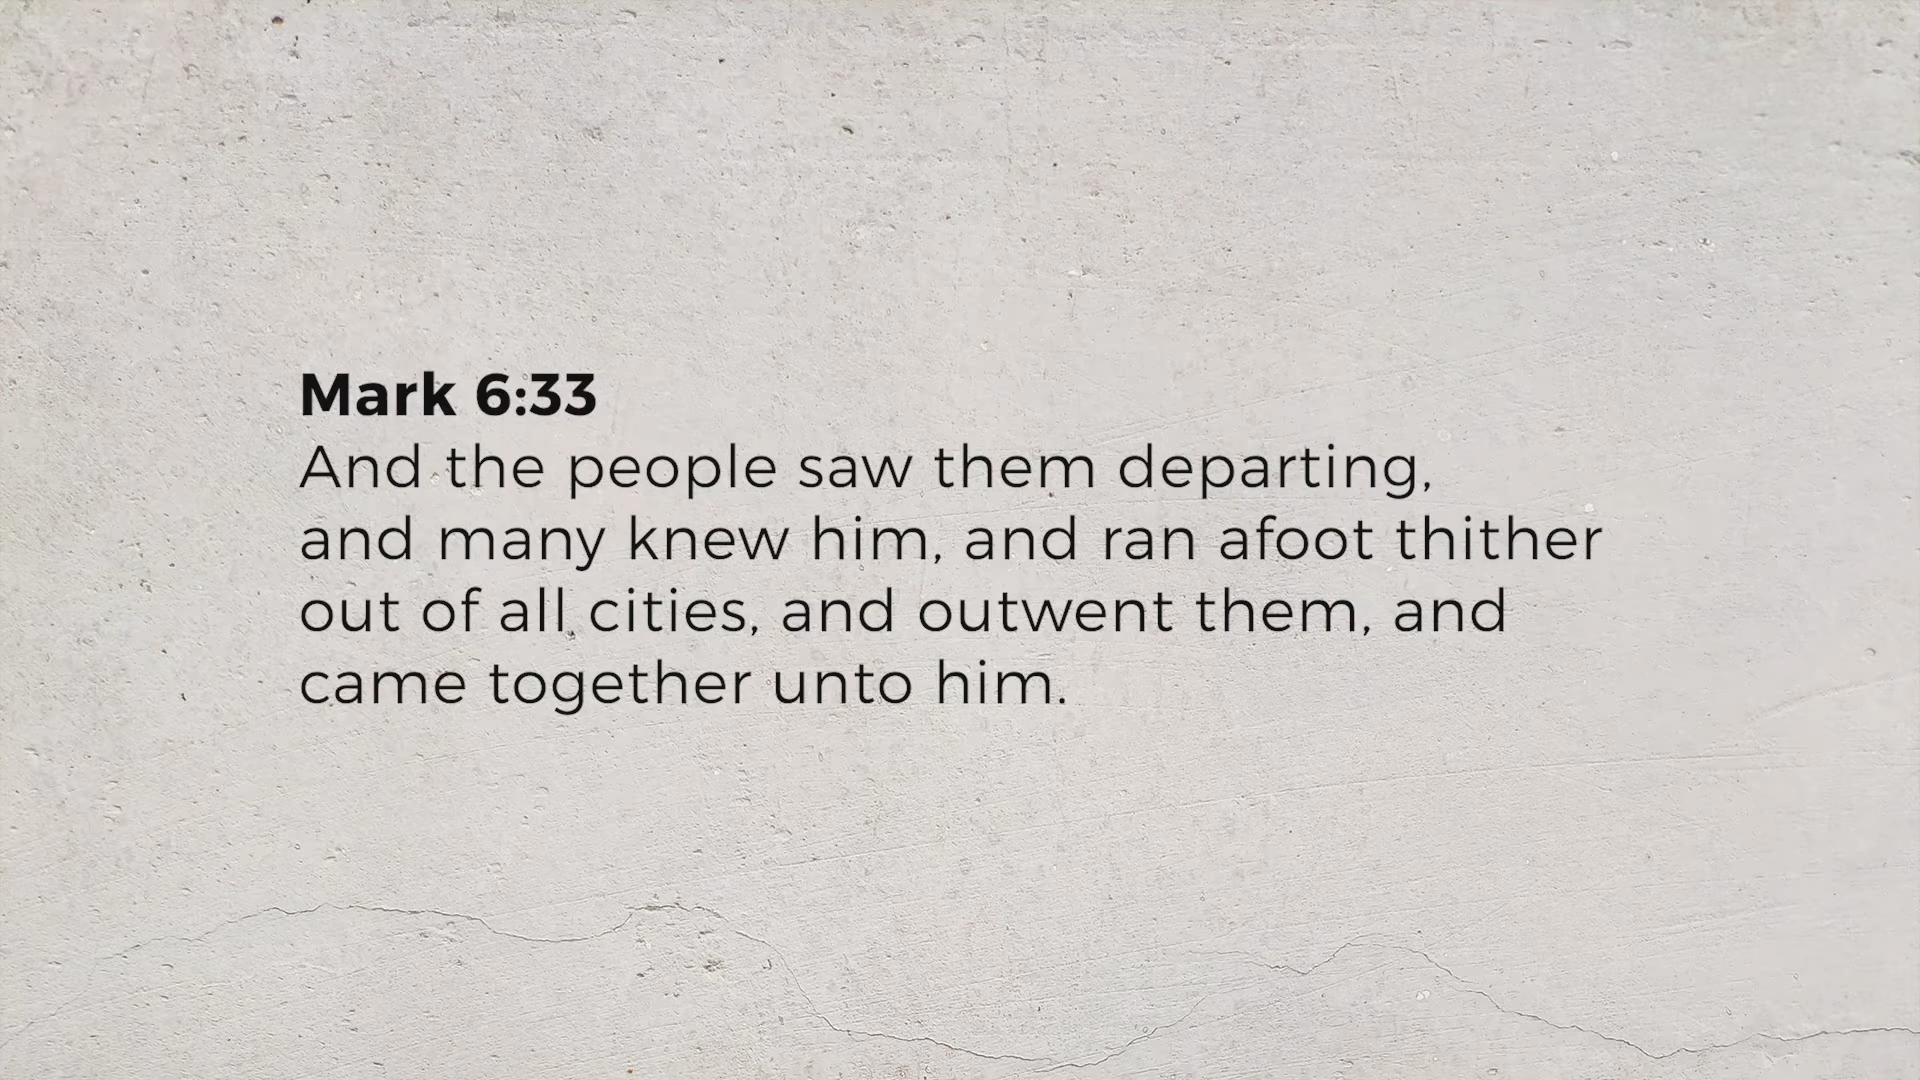 Mark 6:33
And the people saw them departing,
and many knew him, and ran afoot thither
out of all cities, and outwent them, and
came together unto him.